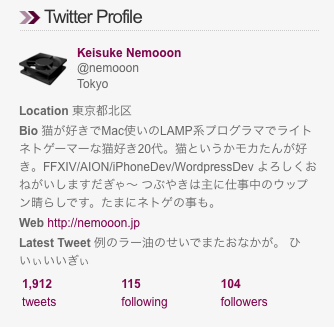 Twitter Profile
Keisuke Nemooon
@nemooon
Tokyo
Location 東京都北区
Bio 猫が好きでMac使いのLAMP系プログラマでライト
ネトゲーマーな猫好き20代。猫というかモカたんが好
き。FFXIV/AION/iPhoneDev/WordpressDev よろしくお
ねがいしますだぎゃ〜 つぶやきは主に仕事中のウップ
ン晴らしです。たまにネトゲの事も。
Web http://nemooon.jp
Latest Tweet 例のラー油のせいでまたおなかが。 ひ
いぃいいぎぃ
1,912 115 104
tweets following followers